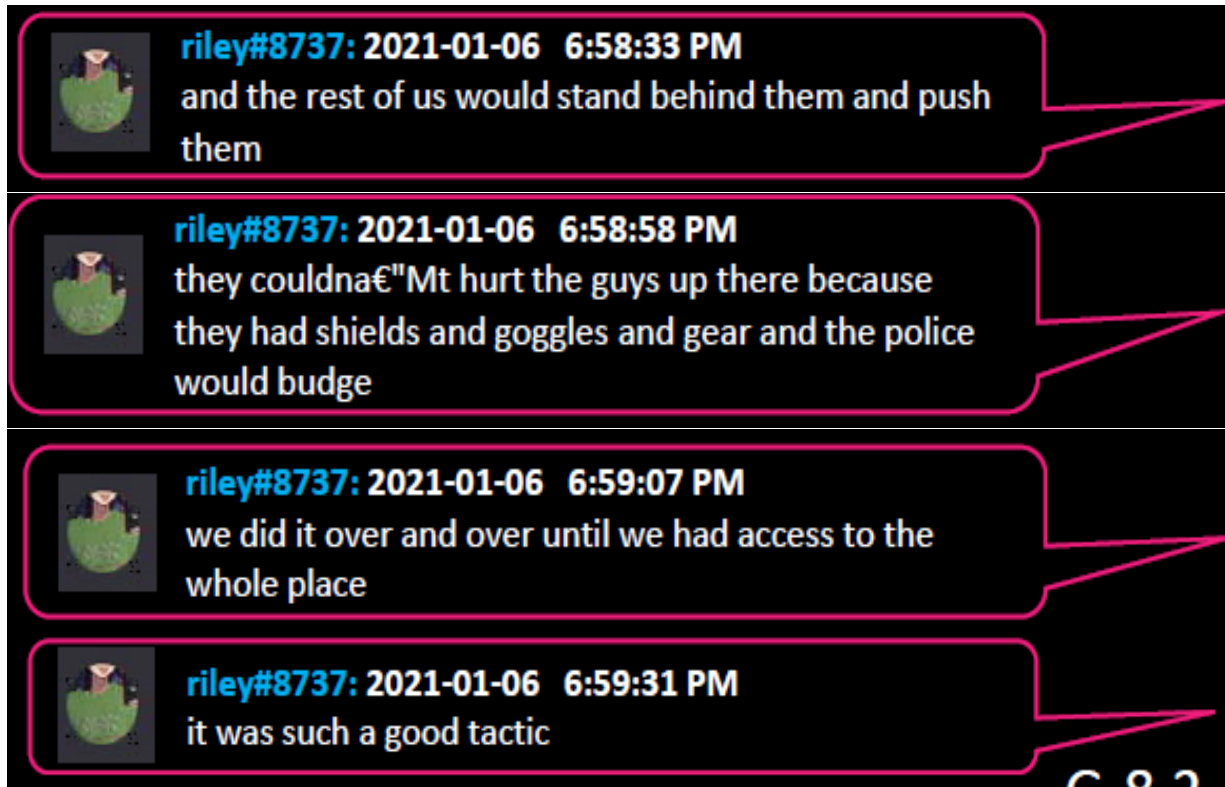 riley#8737: 2021-01-06 6:58:33 PM
and the rest of us would stand behind them and push
them
riley#8737: 2021-01-06 6:58:58 PM
they couldna€"Mt hurt the guys up there because
they had shields and goggles and gear and the police
would budge
riley#8737: 2021-01-06 6:59:07 PM
we did it over and over until we had access to the
whole place
riley#8737: 2021-01-06 6:59:31 PM
it was such a good tactic